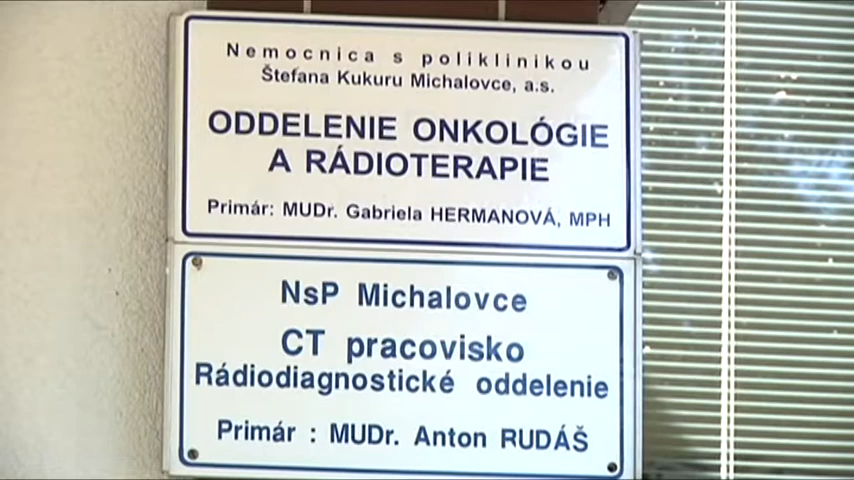 Nemocnica s poliklinikou
Štefana Kukuru Michalovce, a.s.
ODDELENIE ONKOLÓGIE
A RÁDIOTERAPIE
Primár: MUDr. Gabriela HERMANOVÁ, MPH
NsP Michalovce
CT pracovisko
Rádiodiagnostické oddelenie
Primár : MUDr. Anton RUDÁŠ